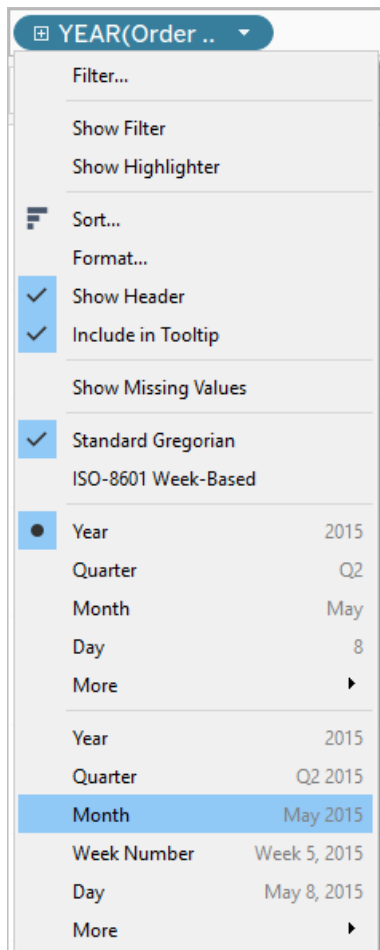 YEAR(Order ..
Filter...
Show Filter
Show Highlighter
Sort...
Format...
Show Header
Include in Tooltip
Show Missing Values
Standard Gregorian
ISO-8601 Week-Based
Year 2015
Quarter Q2
Month May
Day 8
More
Year 2015
Quarter Q2 2015
Month May 2015
Week Number Week 5, 2015
Day May 8, 2015
More